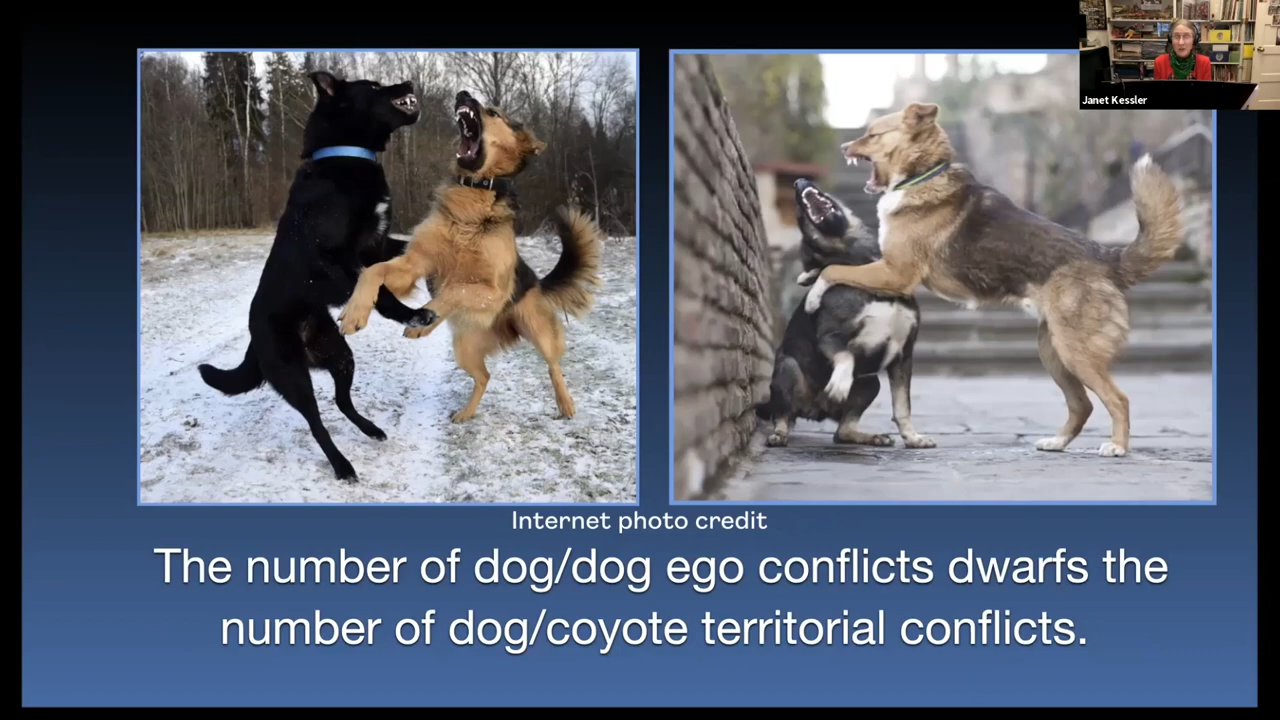 Janet Kessler
Internet photo credit
The number of dog/dog ego conflicts dwarfs the
number of dog/coyote territorial conflicts.